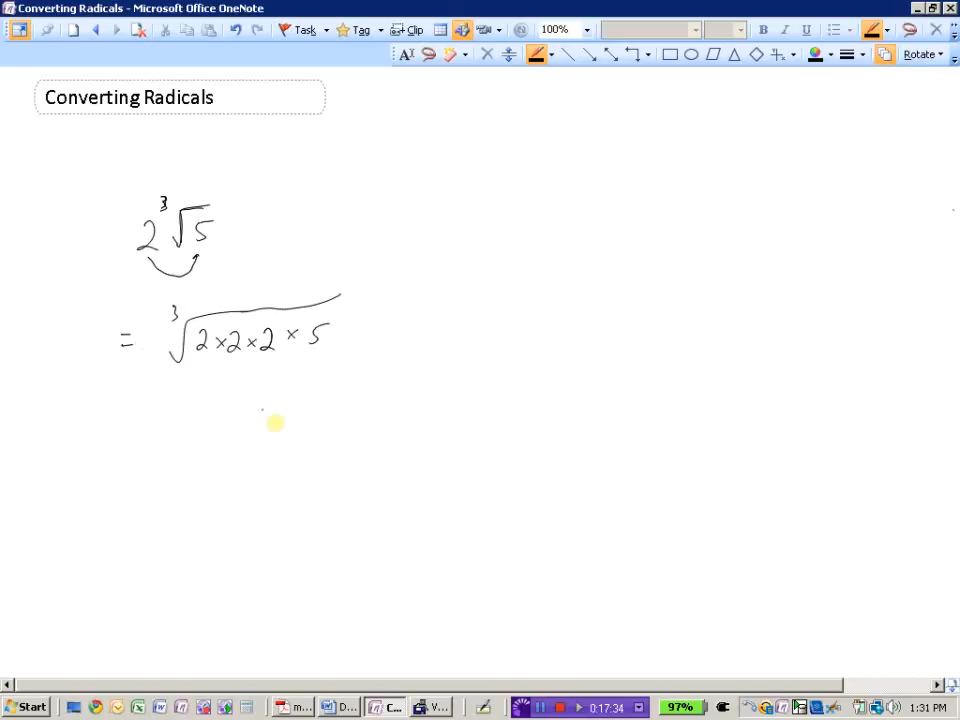 Converting Radicals - Microsoft Office OneNote
Task Tag Clip 100% B I U
A Rotate
Converting Radicals
2 ∛5
= ∛(2×2×2×5)
Start m... D... C... V... 0:17:34 97% 1:31 PM